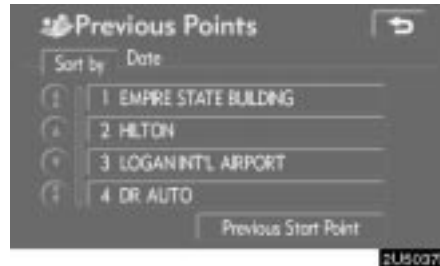 Previous Points
Sort by Date
1 EMPIRE STATE BUILDING
2 HILTON
3 LOGAN INT'L AIRPORT
4 DR AUTO
Previous Start Point
2U5037